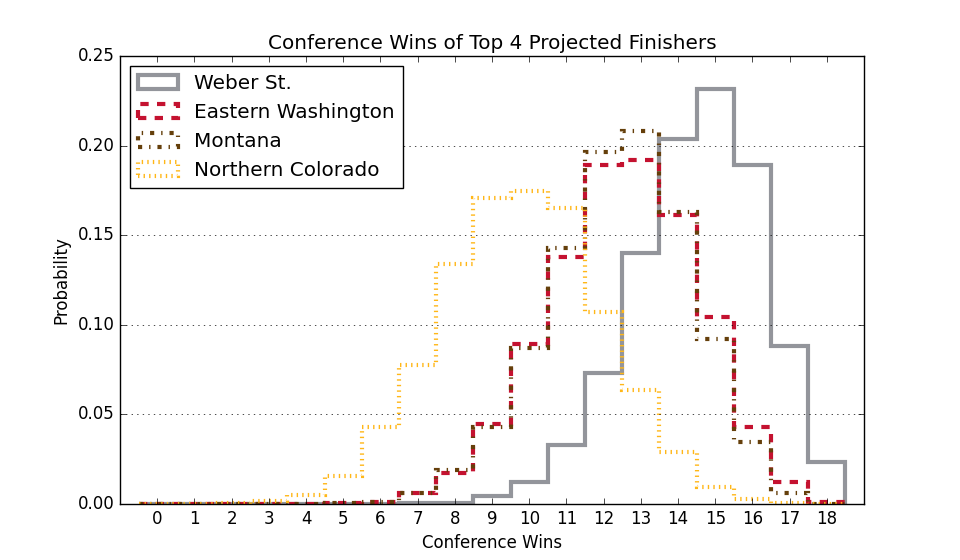 Conference Wins of Top 4 Projected Finishers
0.25
0.20
0.15
0.10
0.05
0.00
Probability
Weber St.
Eastern Washington
Montana
Northern Colorado
0 1 2 3 4 5 6 7 8 9 10 11 12 13 14 15 16 17 18
Conference Wins